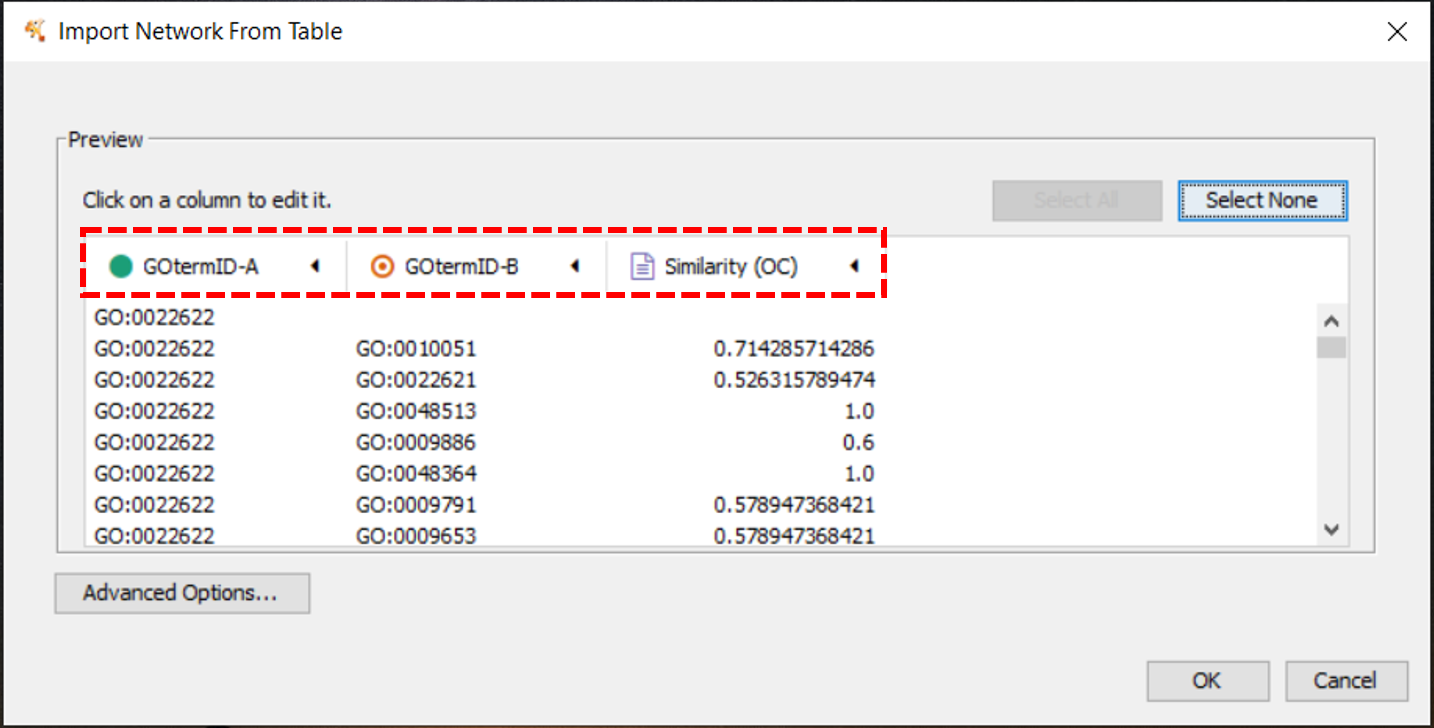 Import Network From Table
Preview
Click on a column to edit it.
Select All
Select None
GOtermID-A
GOtermID-B
Similarity (OC)
GO:0022622
GO:0022622 GO:0010051 0.714285714286
GO:0022622 GO:0022621 0.526315789474
GO:0022622 GO:0048513 1.0
GO:0022622 GO:0009886 0.6
GO:0022622 GO:0048364 1.0
GO:0022622 GO:0009791 0.578947368421
GO:0022622 GO:0009653 0.578947368421
Advanced Options...
OK
Cancel